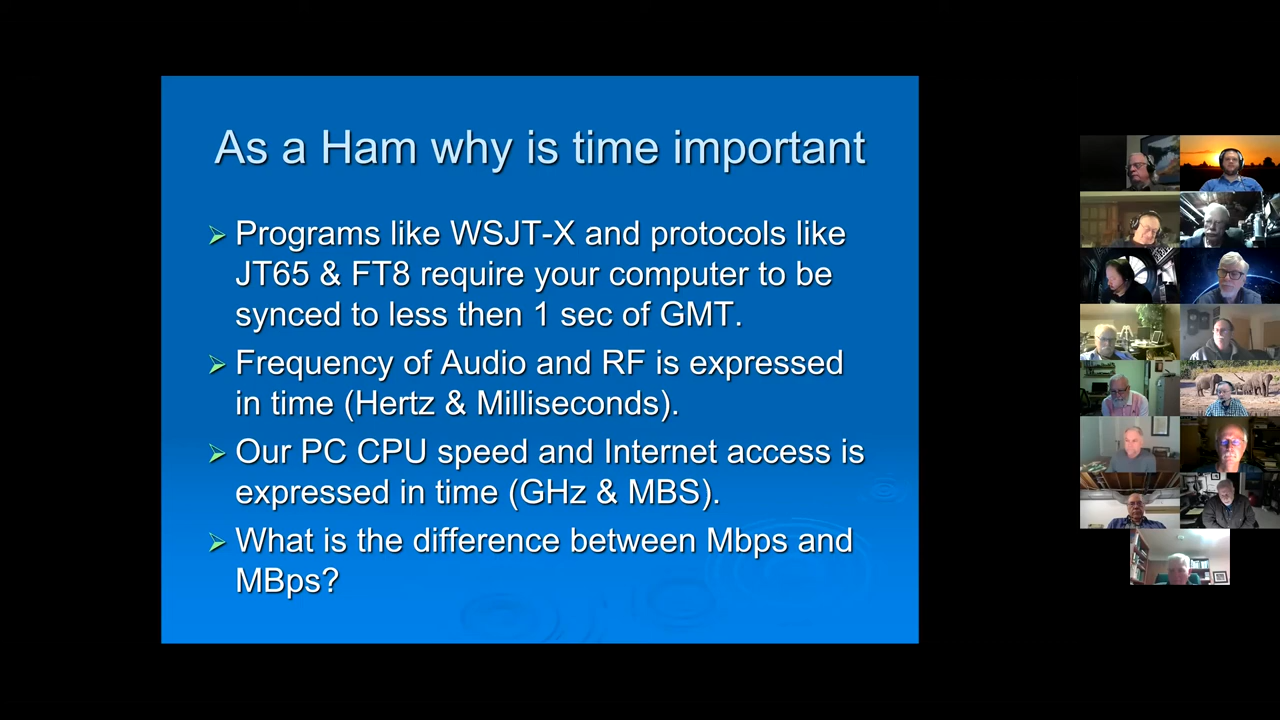 As a Ham why is time important
Programs like WSJT-X and protocols like
JT65 & FT8 require your computer to be
synced to less then 1 sec of GMT.
Frequency of Audio and RF is expressed
in time (Hertz & Milliseconds).
Our PC CPU speed and Internet access is
expressed in time (GHz & MBS).
What is the difference between Mbps and
MBps?